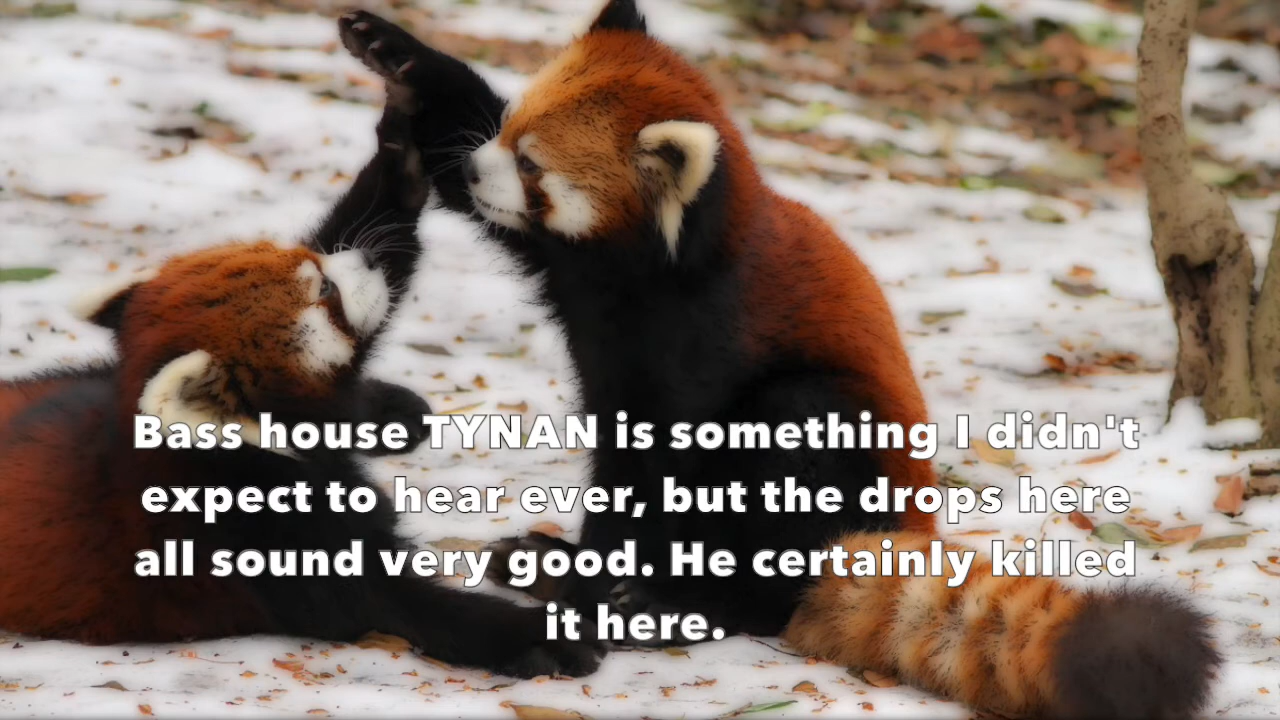 Bass house TYNAN is something I didn't
expect to hear ever, but the drops here
all sound very good. He certainly killed
it here.